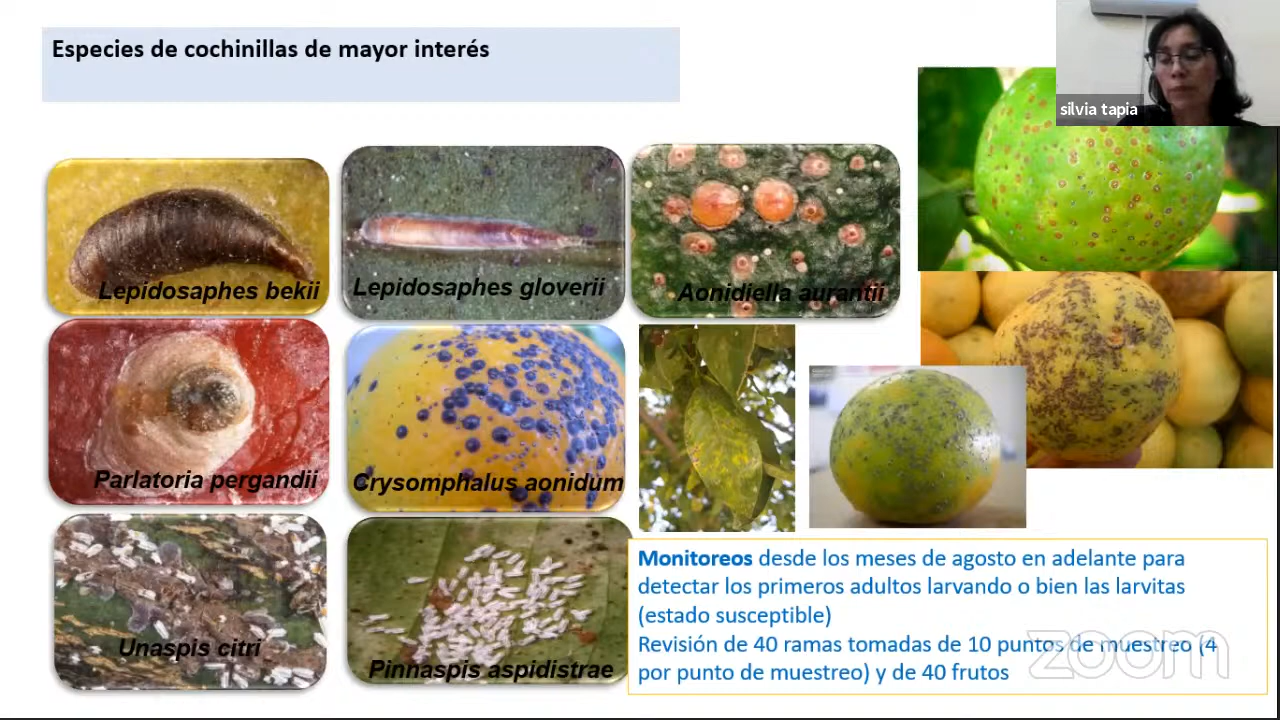 Especies de cochinillas de mayor interés
silvia tapia
Lepidosaphes bekii
Lepidosaphes gloverii
Aonidiella aurantii
Parlatoria pergandii
Crysomphalus aonidum
Unaspis citri
Pinnaspis aspidistrae
Monitoreos desde los meses de agosto en adelante para
detectar los primeros adultos larvando o bien las larvitas
(estado susceptible)
Revisión de 40 ramas tomadas de 10 puntos de muestreo (4
por punto de muestreo) y de 40 frutos
zoom